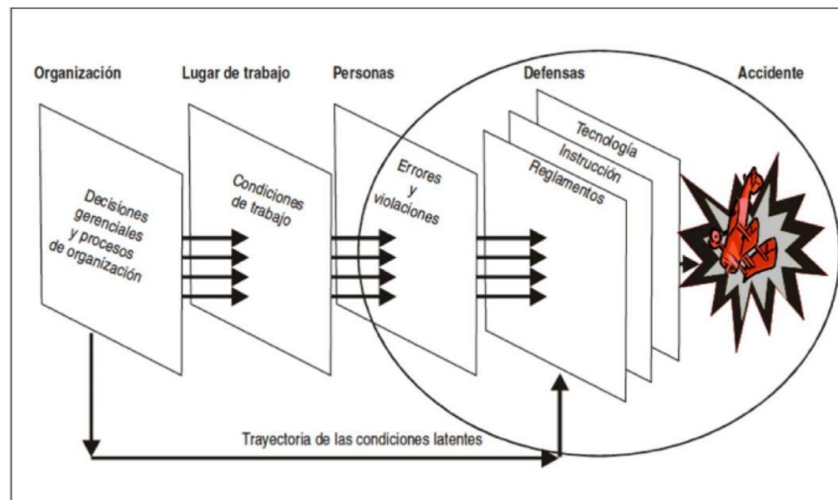 Organización
Lugar de trabajo
Personas
Defensas
Accidente
Decisiones
gerenciales
y procesos
de organización
Condiciones
de trabajo
Errores
y
violaciones
Tecnología
Instrucción
Reglamentos
Trayectoria de las condiciones latentes